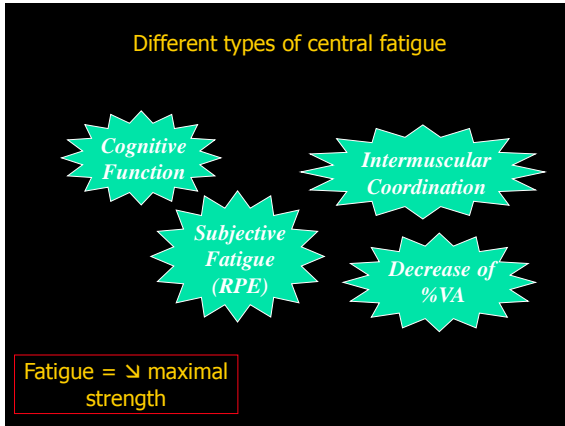 Different types of central fatigue
Cognitive
Function
Intermuscular
Coordination
Subjective
Fatigue
(RPE)
Decrease of
%VA
Fatigue = ↘ maximal
strength